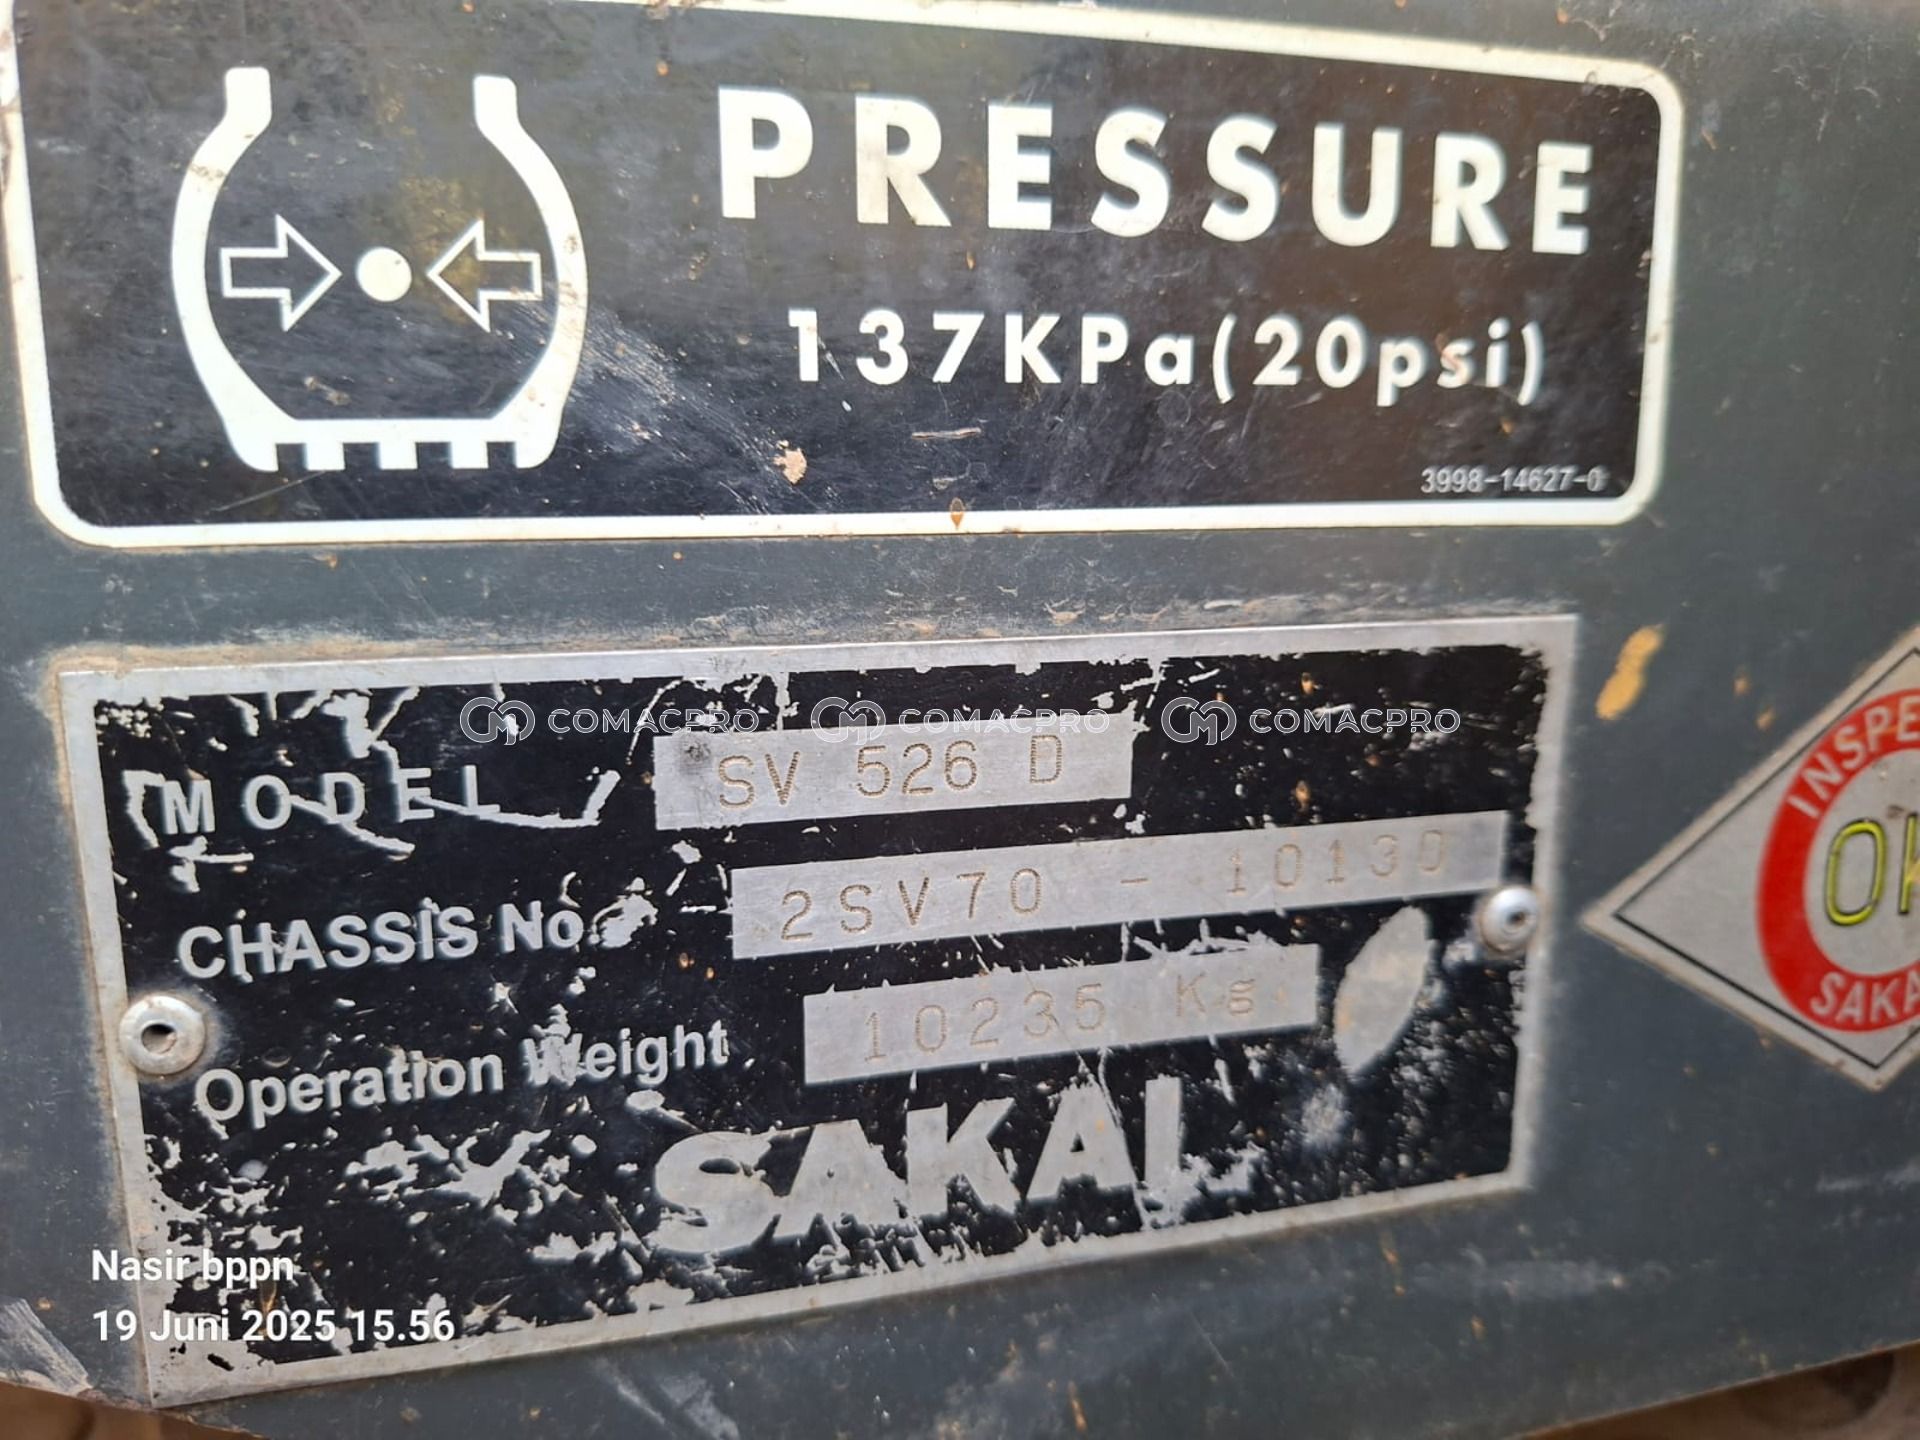 PRESSURE
137KPa(20psi)
3998-14627-0
COMACPRO COMACPRO COMACPRO
MODEL SV 526 D
CHASSIS No. 2SV70 - 10130
Operation Weight 10235 Kg
SAKAI
OK
Nasir bppn
19 Juni 2025 15.56